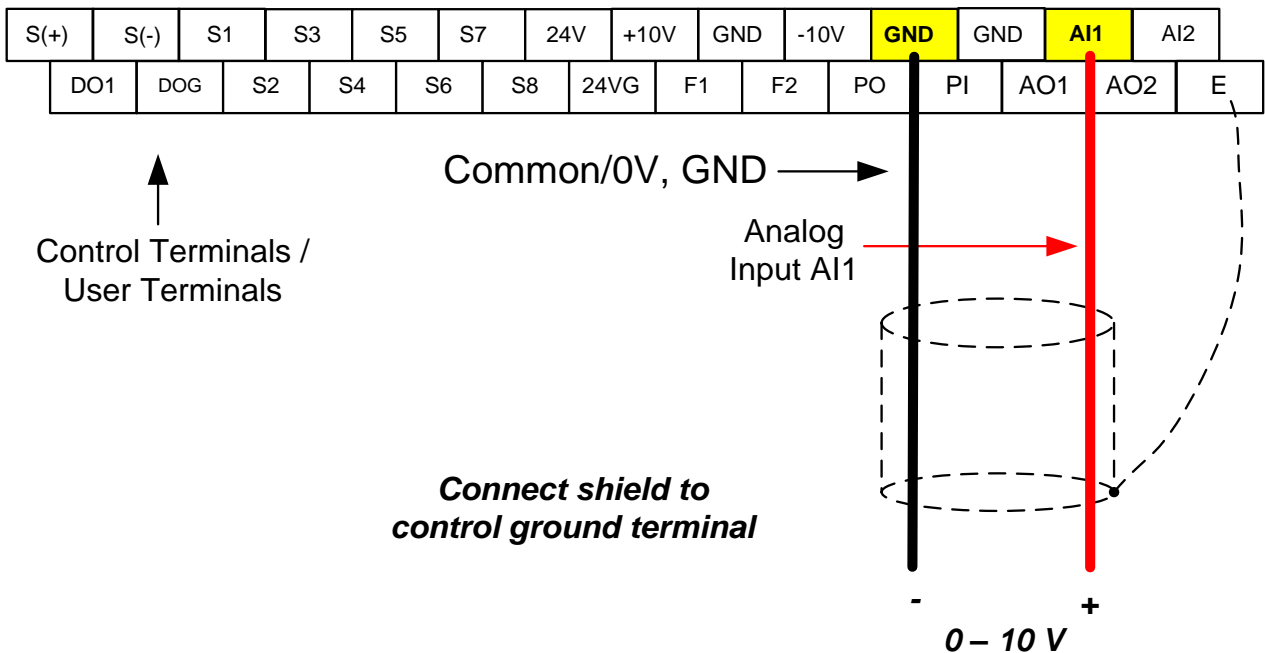 S(+) S(-) S1 S3 S5 S7 24V +10V GND -10V GND GND AI1 AI2
DO1 DOG S2 S4 S6 S8 24VG F1 F2 PO PI AO1 AO2 E
Common/0V, GND
Control Terminals /
User Terminals
Analog
Input AI1
Connect shield to
control ground terminal
- +
0 – 10 V